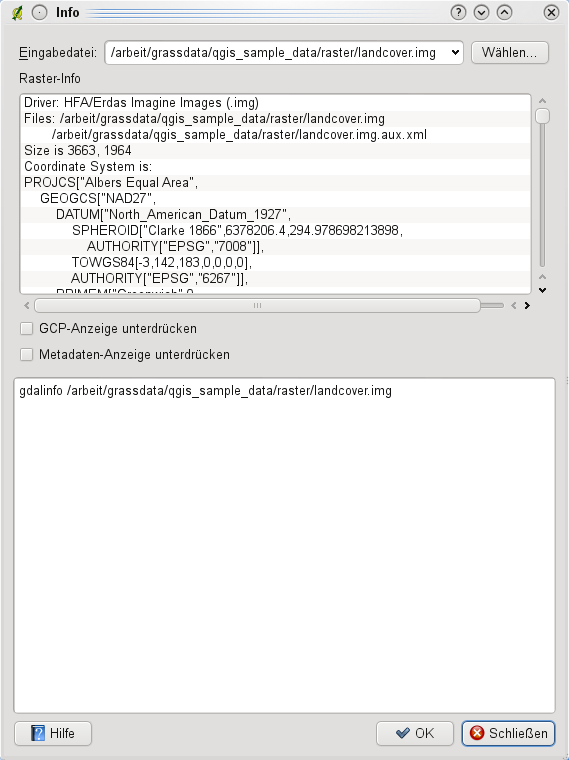 Info
Eingabedatei: /arbeit/grassdata/qgis_sample_data/raster/landcover.img Wählen...
Raster-Info
Driver: HFA/Erdas Imagine Images (.img)
Files: /arbeit/grassdata/qgis_sample_data/raster/landcover.img
/arbeit/grassdata/qgis_sample_data/raster/landcover.img.aux.xml
Size is 3663, 1964
Coordinate System is:
PROJCS["Albers Equal Area",
GEOGCS["NAD27",
DATUM["North_American_Datum_1927",
SPHEROID["Clarke 1866",6378206.4,294.978698213898,
AUTHORITY["EPSG","7008"]],
TOWGS84[-3,142,183,0,0,0,0],
AUTHORITY["EPSG","6267"]],
PRIMEM["Greenwich",0,
GCP-Anzeige unterdrücken
Metadaten-Anzeige unterdrücken
gdalinfo /arbeit/grassdata/qgis_sample_data/raster/landcover.img
Hilfe OK Schließen